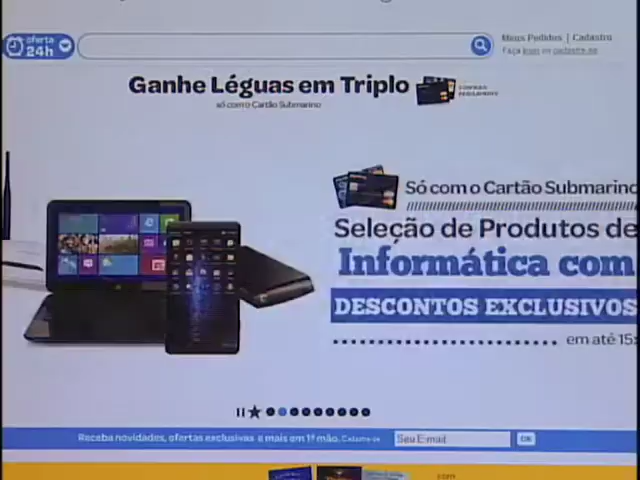 oferta
24h
Meus Pedidos | Cadastro
Faça login ou cadastre-se
Ganhe Léguas em Triplo
só com o Cartão Submarino
Só com o Cartão Submarino
Seleção de Produtos de
Informática com
DESCONTOS EXCLUSIVOS
em até 15x
Receba novidades, ofertas exclusivas e mais em 1ª mão. Cadastre-se
Seu E-mail
OK
com